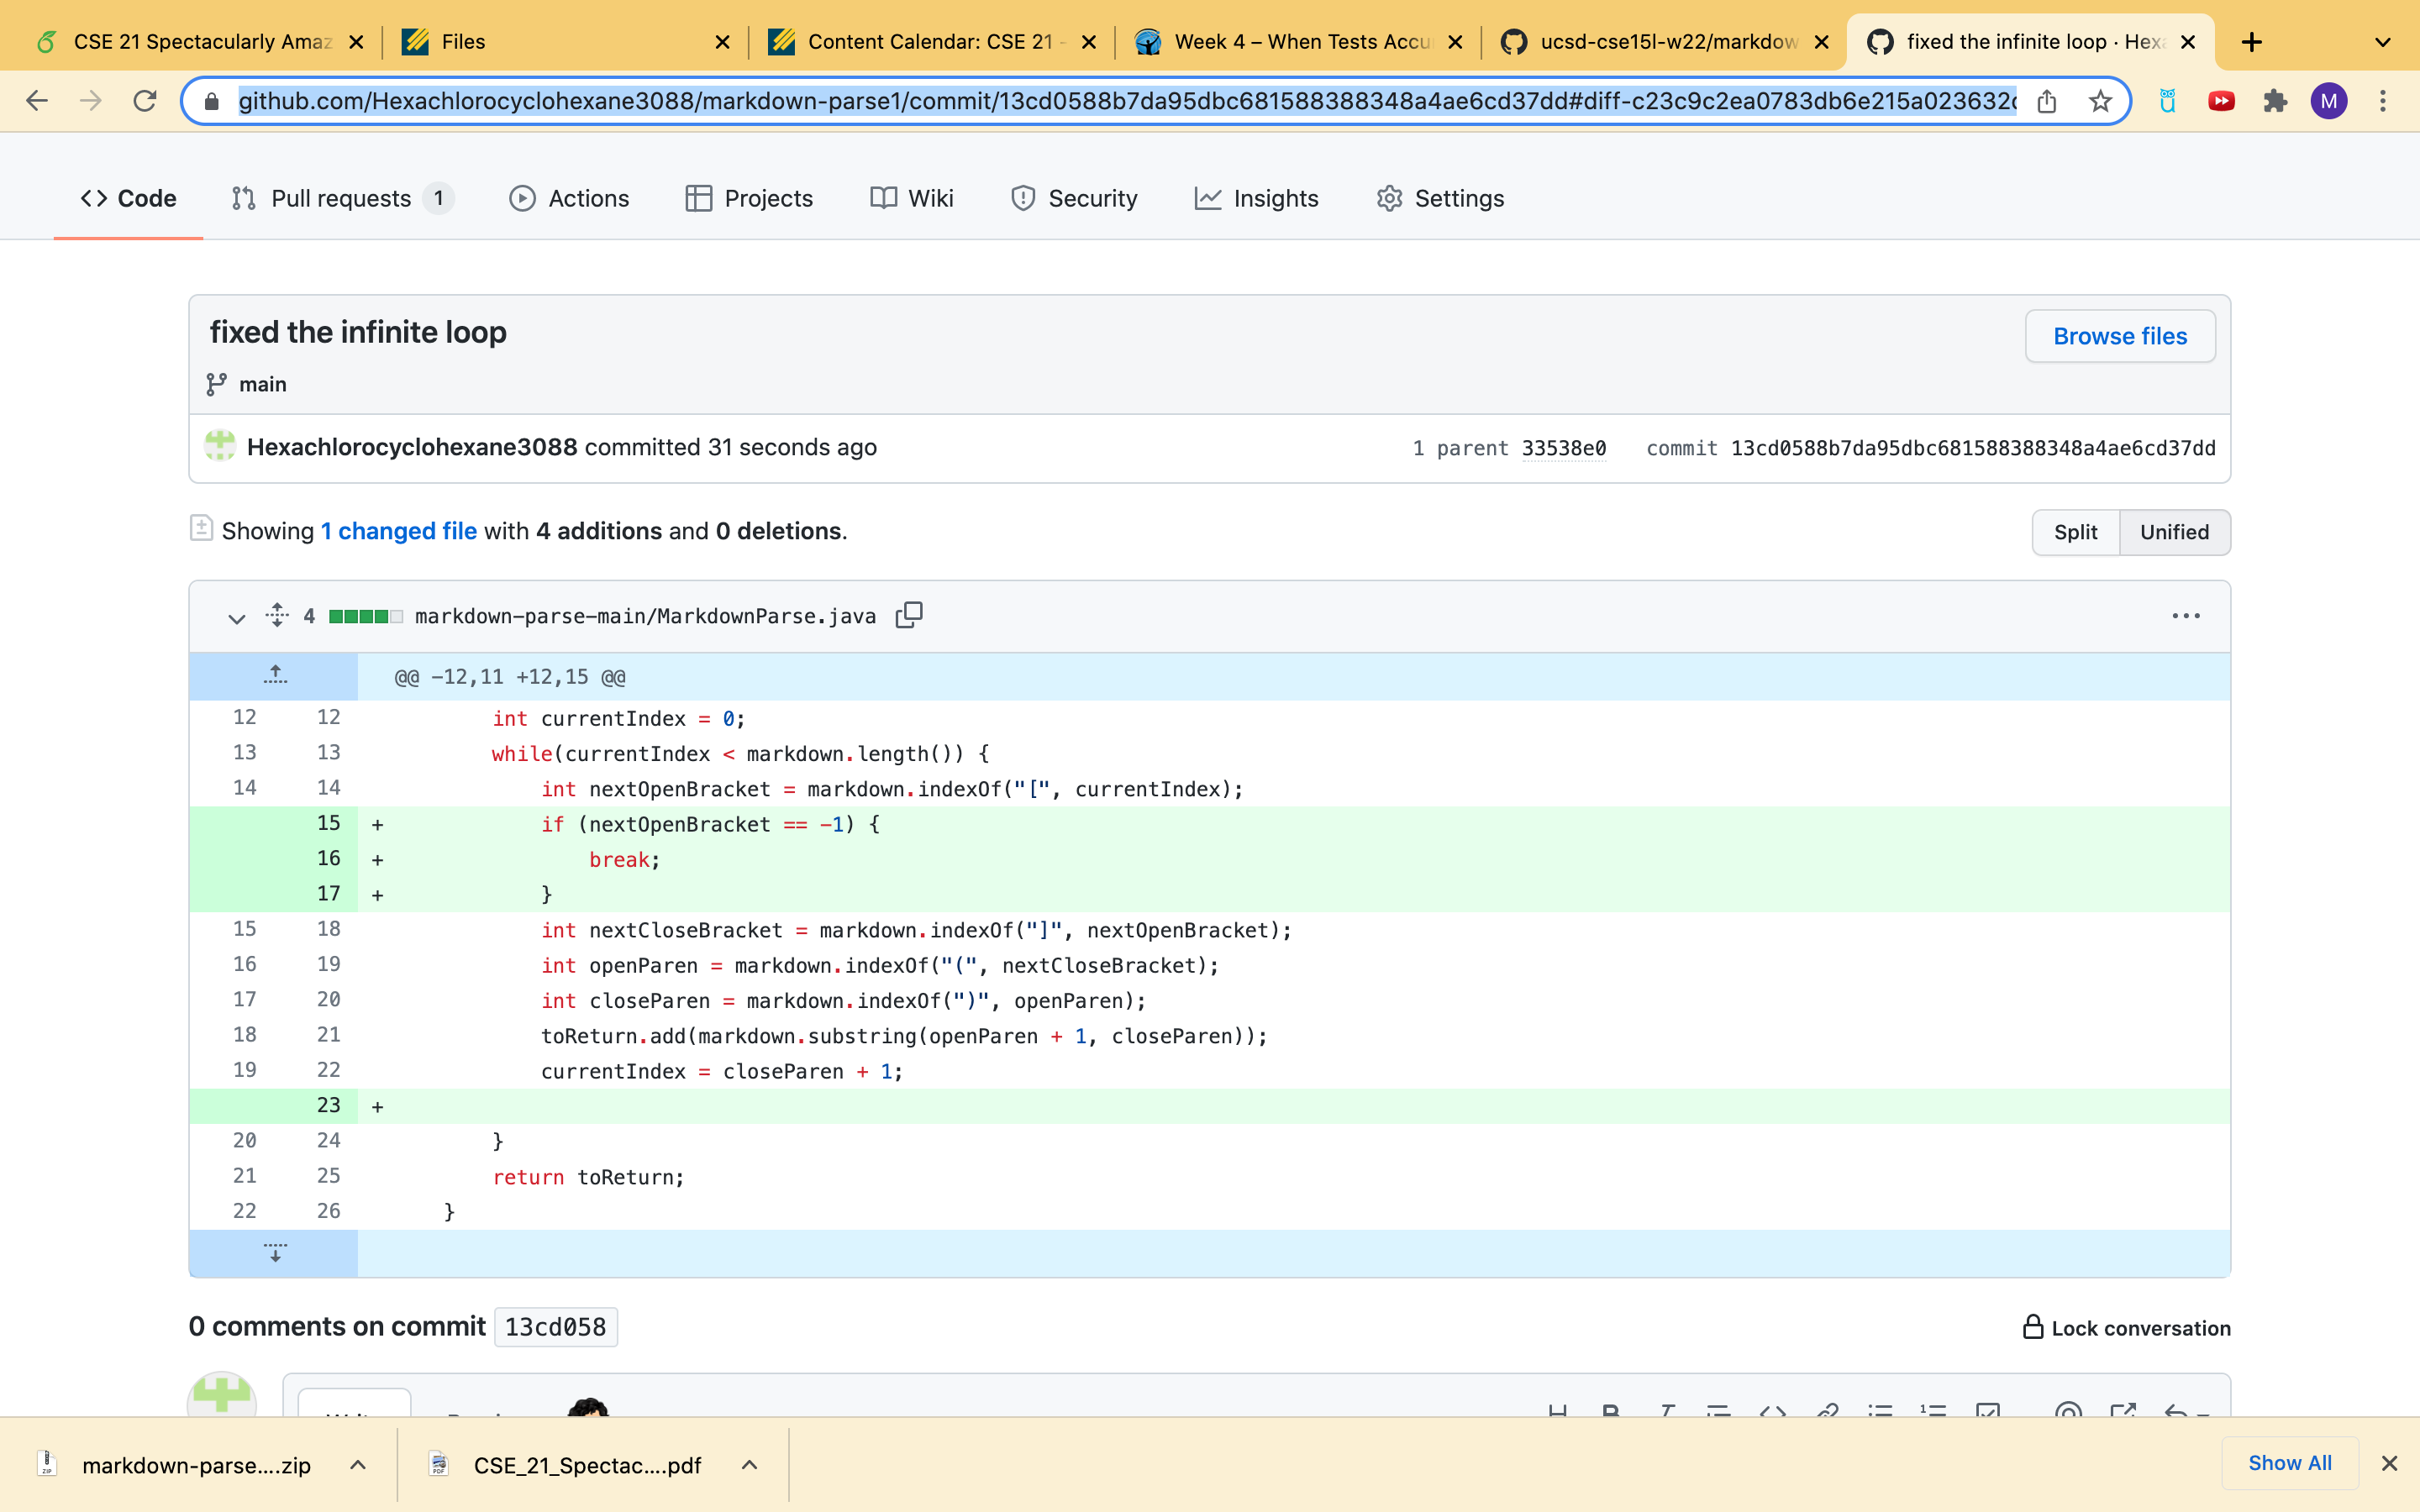 CSE 21 Spectacularly Amaz
Files
Content Calendar: CSE 21 -
Week 4 – When Tests Accu
ucsd-cse15l-w22/markdow
fixed the infinite loop · Hex
github.com/Hexachlorocyclohexane3088/markdown-parse1/commit/13cd0588b7da95dbc681588388348a4ae6cd37dd#diff-c23c9c2ea0783db6e215a023632
M
Code
Pull requests 1
Actions
Projects
Wiki
Security
Insights
Settings
fixed the infinite loop
Browse files
main
Hexachlorocyclohexane3088 committed 31 seconds ago
1 parent 33538e0 commit 13cd0588b7da95dbc681588388348a4ae6cd37dd
Showing 1 changed file with 4 additions and 0 deletions.
Split Unified
4 markdown-parse-main/MarkdownParse.java
@@ -12,11 +12,15 @@
12 12 int currentIndex = 0;
13 13 while(currentIndex < markdown.length()) {
14 14 int nextOpenBracket = markdown.indexOf("[", currentIndex);
15 + if (nextOpenBracket == -1) {
16 + break;
17 + }
15 18 int nextCloseBracket = markdown.indexOf("]", nextOpenBracket);
16 19 int openParen = markdown.indexOf("(", nextCloseBracket);
17 20 int closeParen = markdown.indexOf(")", openParen);
18 21 toReturn.add(markdown.substring(openParen + 1, closeParen));
19 22 currentIndex = closeParen + 1;
23 +
20 24 }
21 25 return toReturn;
22 26 }
0 comments on commit 13cd058
Lock conversation
markdown-parse....zip
CSE_21_Spectac....pdf
Show All